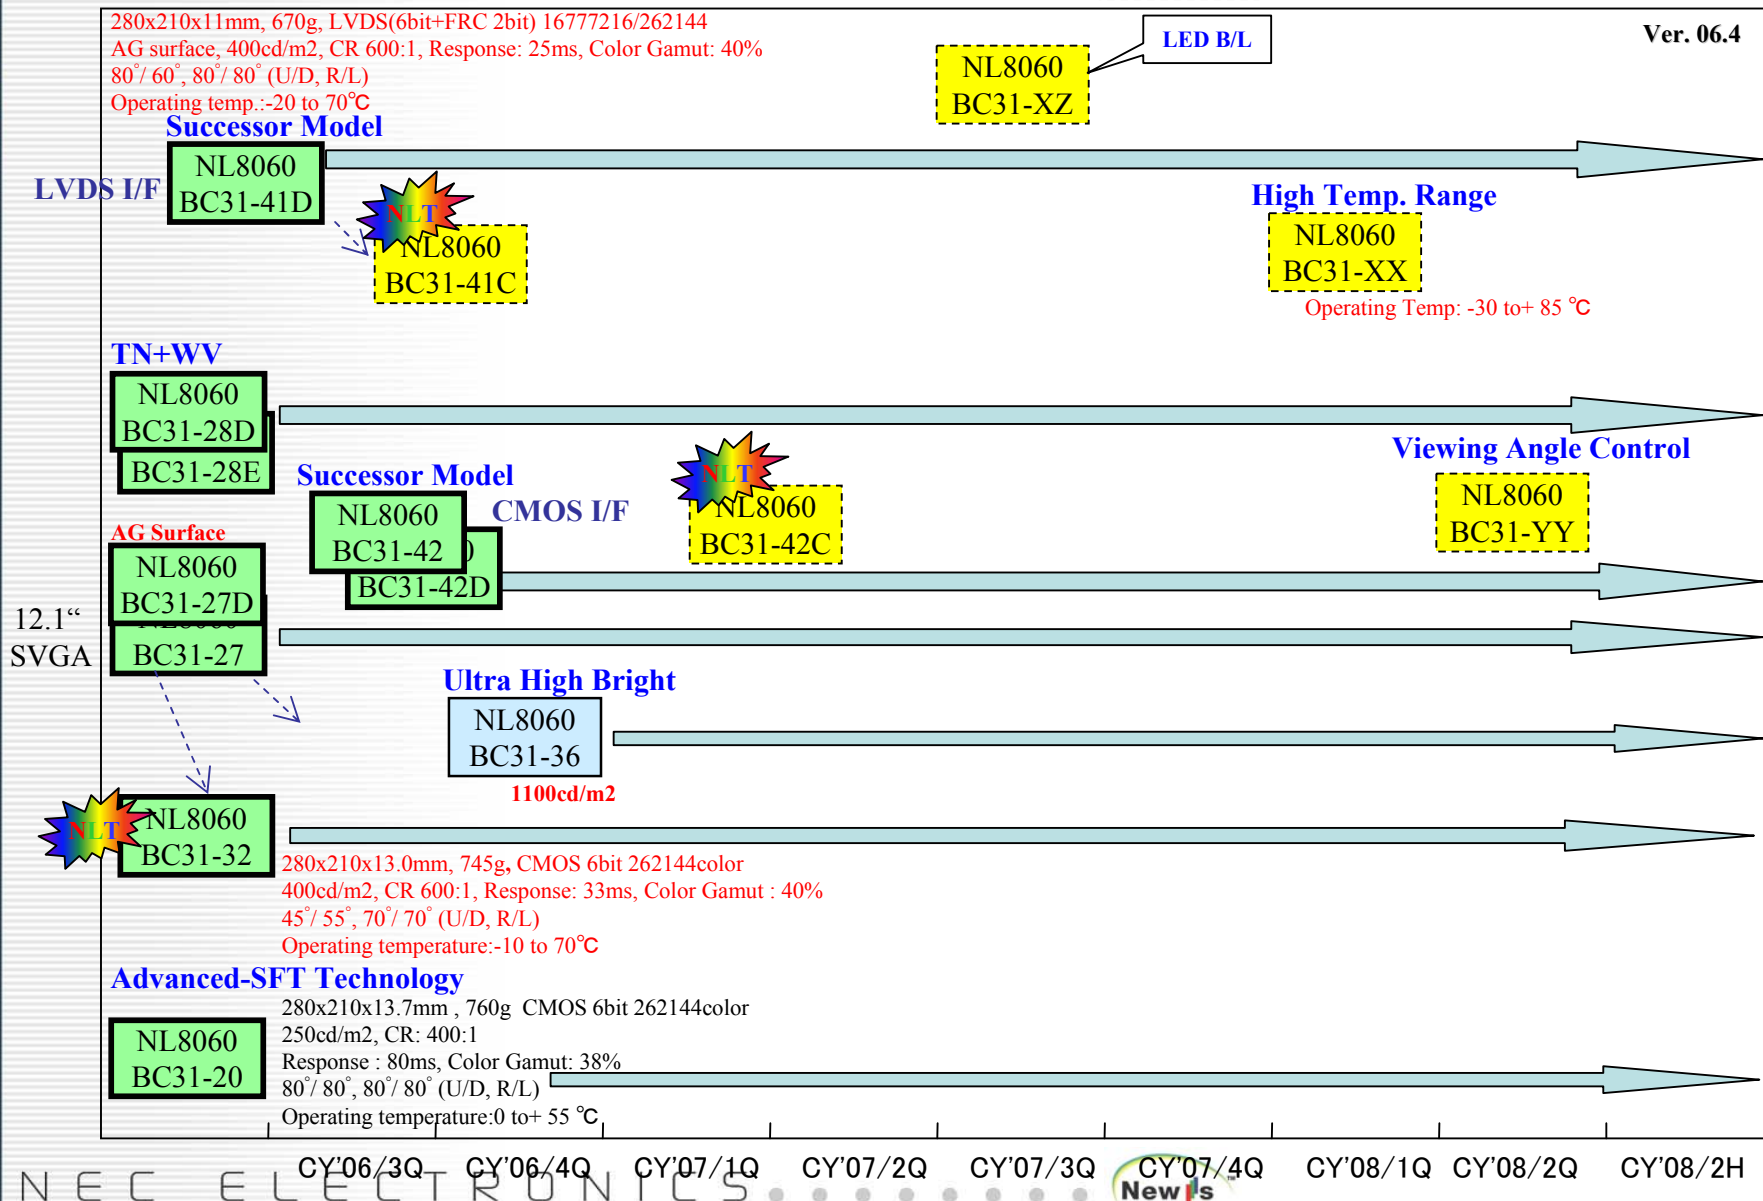 280x210x11mm, 670g, LVDS(6bit+FRC 2bit) 16777216/262144
AG surface, 400cd/m2, CR 600:1, Response: 25ms, Color Gamut: 40%
80°/ 60°, 80°/ 80° (U/D, R/L)
Operating temp.:-20 to 70℃
LED B/L
Ver. 06.4
NL8060
BC31-XZ
Successor Model
LVDS I/F
NL8060
BC31-41D
NLT
NL8060
BC31-41C
High Temp. Range
NL8060
BC31-XX
Operating Temp: -30 to+ 85 ℃
TN+WV
NL8060
BC31-28D
BC31-28E
Successor Model
NL8060
BC31-42
BC31-42D
CMOS I/F
NLT
NL8060
BC31-42C
Viewing Angle Control
NL8060
BC31-YY
AG Surface
NL8060
BC31-27D
BC31-27
12.1“
SVGA
Ultra High Bright
NL8060
BC31-36
1100cd/m2
NLT
NL8060
BC31-32
280x210x13.0mm, 745g, CMOS 6bit 262144color
400cd/m2, CR 600:1, Response: 33ms, Color Gamut : 40%
45°/ 55°, 70°/ 70° (U/D, R/L)
Operating temperature:-10 to 70℃
Advanced-SFT Technology
NL8060
BC31-20
280x210x13.7mm , 760g CMOS 6bit 262144color
250cd/m2, CR: 400:1
Response : 80ms, Color Gamut: 38%
80°/ 80°, 80°/ 80° (U/D, R/L)
Operating temperature:0 to+ 55 ℃
CY'06/3Q CY'06/4Q CY'07/1Q CY'07/2Q CY'07/3Q CY'07/4Q CY'08/1Q CY'08/2Q CY'08/2H
NEC ELECTRONICS